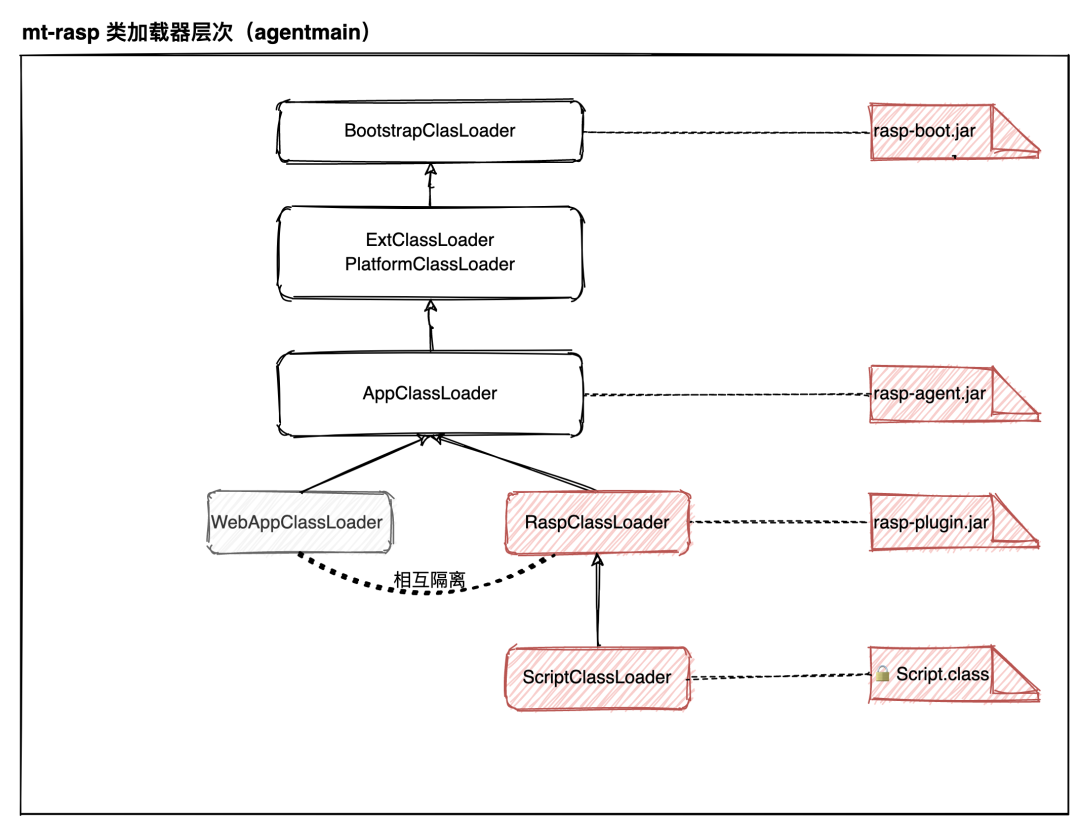 mt-rasp 类加载器层次（agentmain）
BootstrapClasLoader
rasp-boot.jar
ExtClassLoader
PlatformClassLoader
AppClassLoader
rasp-agent.jar
WebAppClassLoader
RaspClassLoader
rasp-plugin.jar
相互隔离
ScriptClassLoader
Script.class